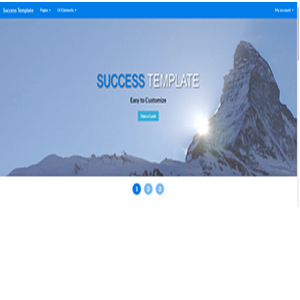 Success Template Pages UI Elements My account
SUCCESS TEMPLATE
Easy to Customize
Take a Look
1 2 3